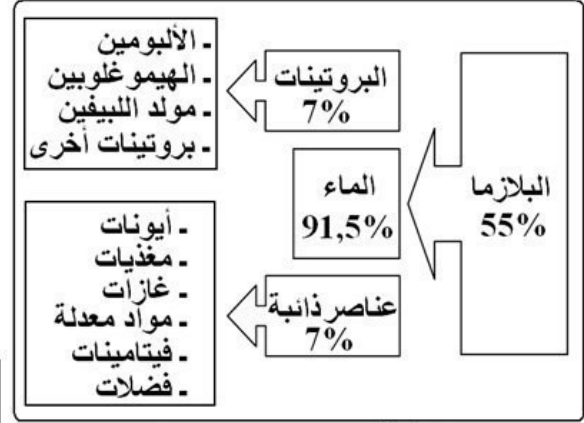 البلازما
55%
البروتينات
7%
- الألبومين
- الهيموغلوبين
- مولد اللبيفين
- بروتينات أخرى
الماء
91,5%
عناصر ذائبة
7%
- أيونات
- مغذيات
- غازات
- مواد معدلة
- فيتامينات
- فضلات